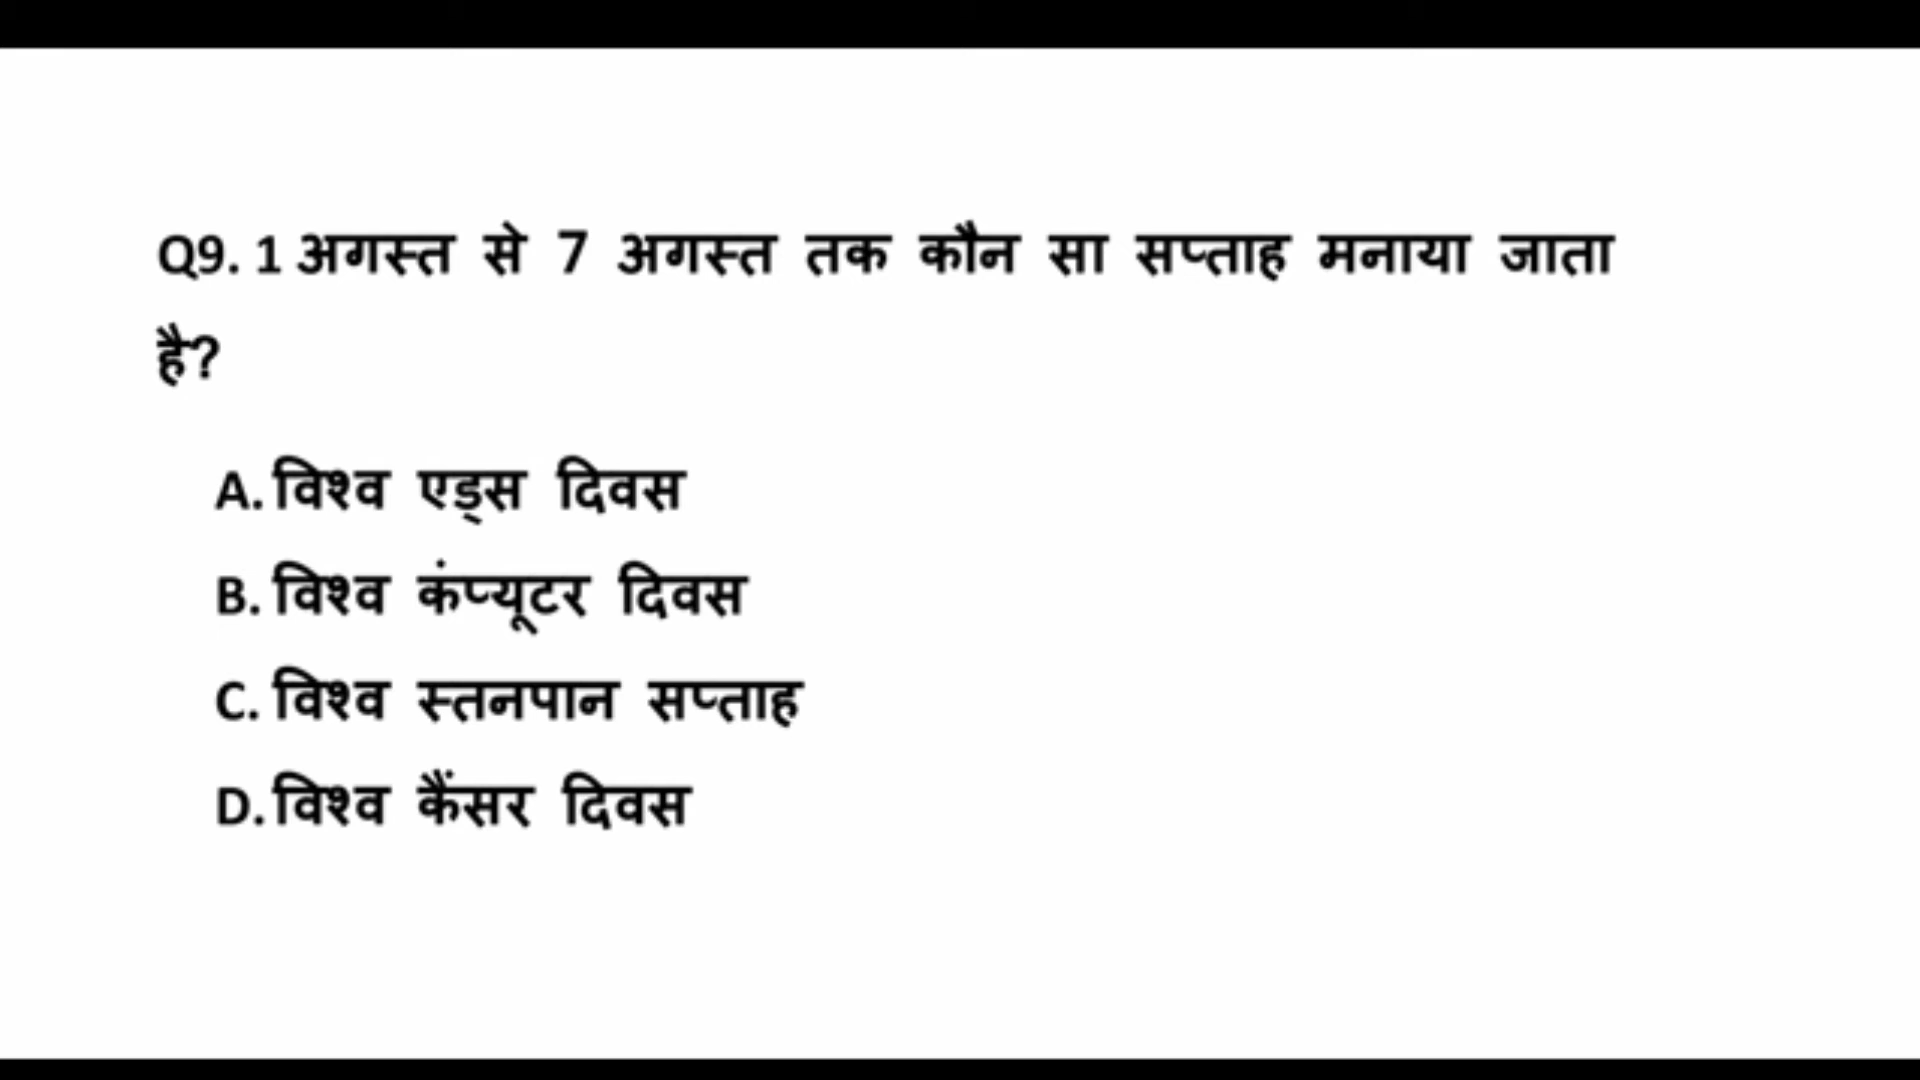 Q9. 1 अगस्त से 7 अगस्त तक कौन सा सप्ताह मनाया जाता
है?
A. विश्व एड्स दिवस
B. विश्व कंप्यूटर दिवस
C. विश्व स्तनपान सप्ताह
D. विश्व कैंसर दिवस